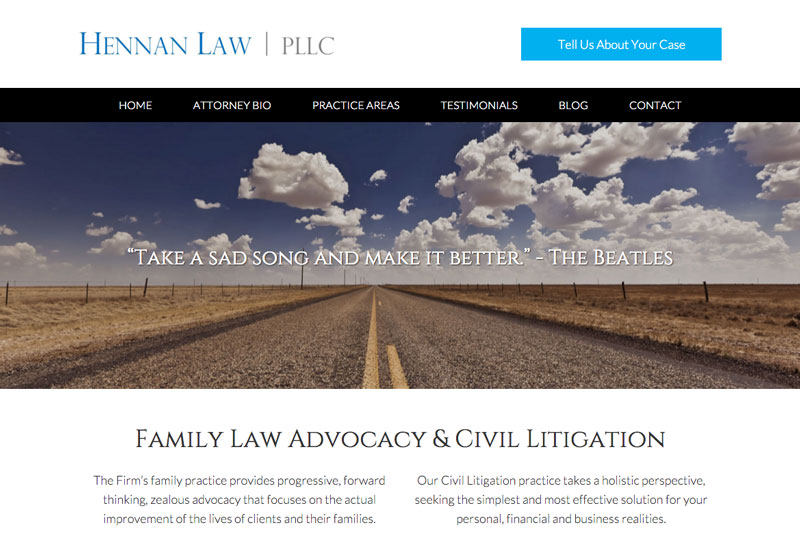 HENNAN LAW | PLLC
Tell Us About Your Case
HOME ATTORNEY BIO PRACTICE AREAS TESTIMONIALS BLOG CONTACT
“TAKE A SAD SONG AND MAKE IT BETTER.” - THE BEATLES
FAMILY LAW ADVOCACY & CIVIL LITIGATION
The Firm’s family practice provides progressive, forward
thinking, zealous advocacy that focuses on the actual
improvement of the lives of clients and their families.
Our Civil Litigation practice takes a holistic perspective,
seeking the simplest and most effective solution for your
personal, financial and business realities.